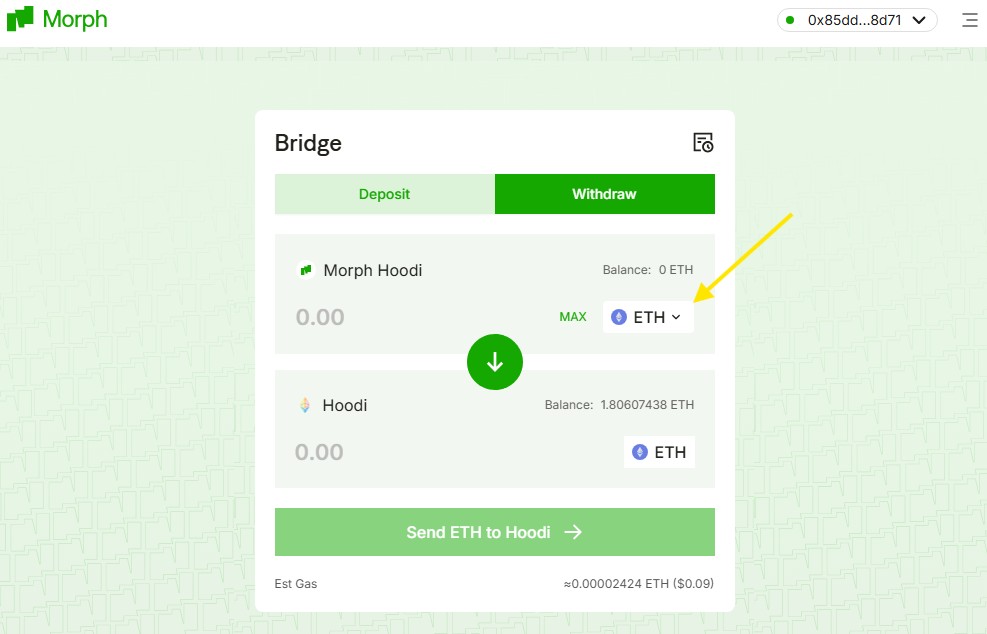 Morph
0x85dd...8d71
Bridge
Deposit
Withdraw
Morph Hoodi
Balance: 0 ETH
0.00
MAX
ETH
Hoodi
Balance: 1.80607438 ETH
0.00
ETH
Send ETH to Hoodi
Est Gas
≈0.00002424 ETH ($0.09)